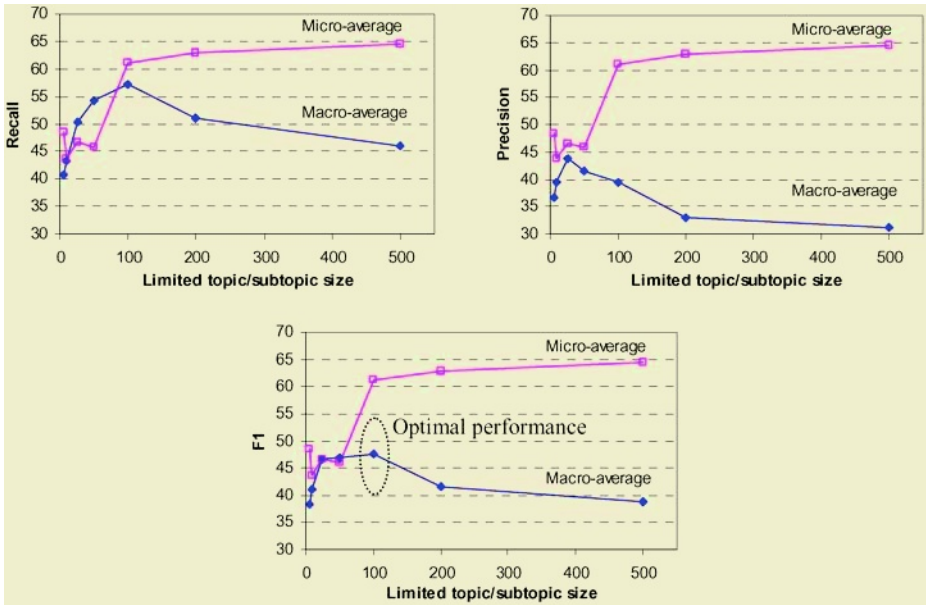 70
65
60
55
50
45
40
35
30
Recall
Micro-average
Macro-average
0 100 200 300 400 500
Limited topic/subtopic size
70
65
60
55
50
45
40
35
30
Precision
Micro-average
Macro-average
0 100 200 300 400 500
Limited topic/subtopic size
70
65
60
55
50
45
40
35
30
F1
Micro-average
Optimal performance
Macro-average
0 100 200 300 400 500
Limited topic/subtopic size